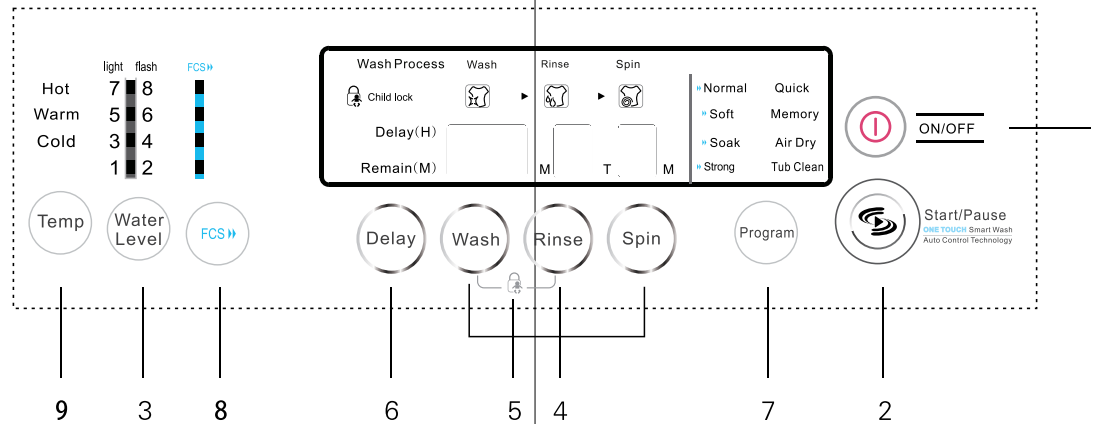 light flash
FCS
Hot 7 8
Warm 5 6
Cold 3 4
1 2
Wash Process Wash Rinse Spin
Child lock
Delay(H)
Remain(M) M T M
Normal Quick
Soft Memory
Soak Air Dry
Strong Tub Clean
ON/OFF
Temp
Water
Level
FCS
Delay
Wash
Rinse
Spin
Program
Start/Pause
ONE TOUCH Smart Wash
Auto Control Technology
9 3 8 6 5 4 7 2